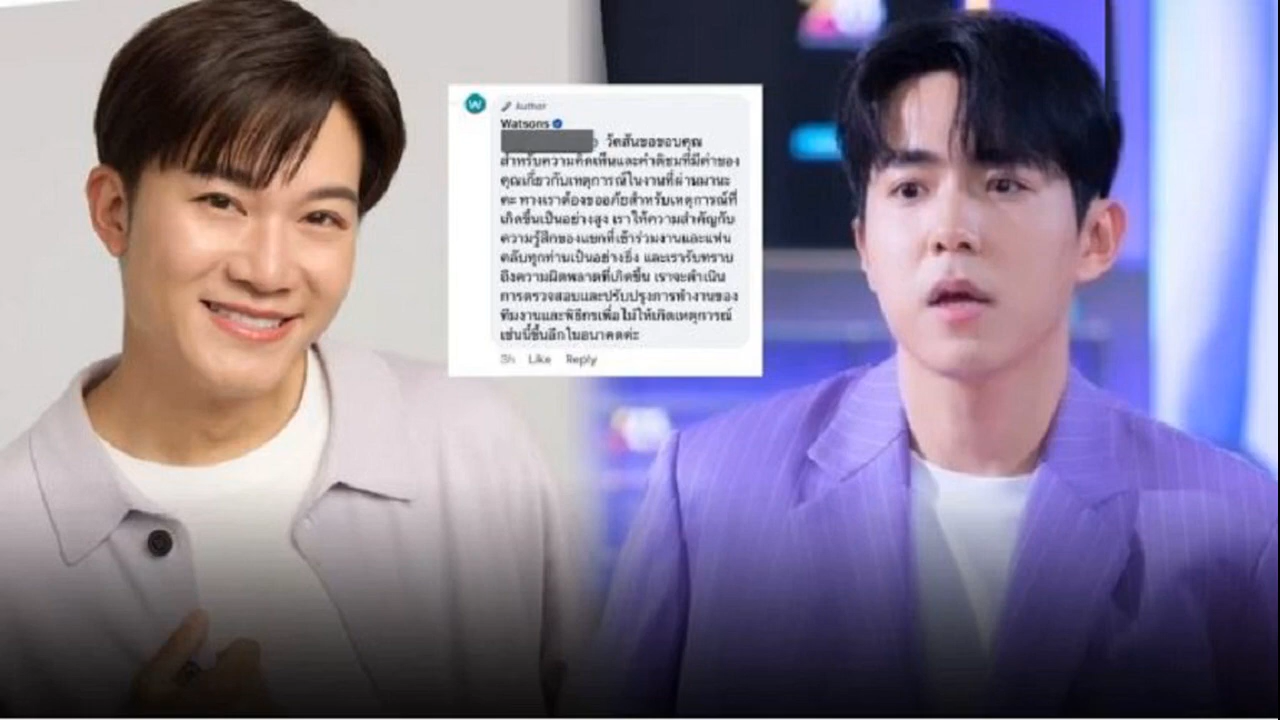 W
Author
Watsons
วัตสันขอขอบคุณ
สำหรับความคิดเห็นและคำติชมที่มีค่าของ
คุณเกี่ยวกับเหตุการณ์ในงานที่ผ่านมานะ
คะ ทางเราต้องขออภัยสำหรับเหตุการณ์ที่
เกิดขึ้นเป็นอย่างสูง เราให้ความสำคัญกับ
ความรู้สึกของแขกที่เข้าร่วมงานและแฟน
คลับทุกท่านเป็นอย่างยิ่ง และเรารับทราบ
ถึงความผิดพลาดที่เกิดขึ้น เราจะดำเนิน
การตรวจสอบและปรับปรุงการทำงานของ
ทีมงานและพิธีกรเพื่อไม่ให้เกิดเหตุการณ์
เช่นนี้ขึ้นอีกในอนาคตค่ะ
3h Like Reply